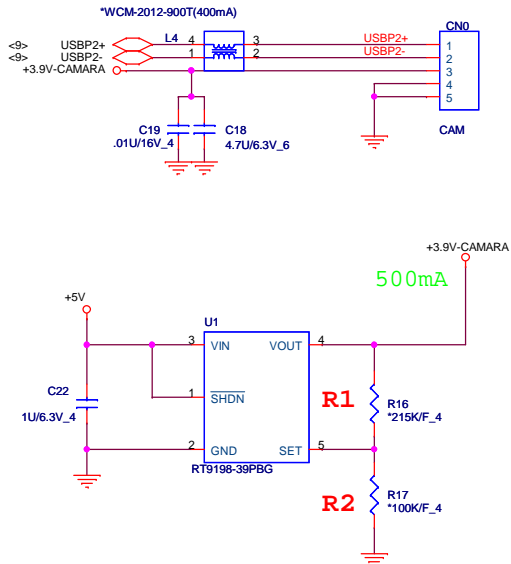 *WCM-2012-900T(400mA)
CN0
<9> USBP2+ L4 4 3 USBP2+ 1
<9> USBP2- 1 2 USBP2- 2
+3.9V-CAMARA 3
4
5
C19 C18 CAM
.01U/16V_4 4.7U/6.3V_6
+3.9V-CAMARA
500mA
+5V
U1
3 VIN VOUT 4
C22 1 SHDN R1 R16
1U/6.3V_4 *215K/F_4
2 GND SET 5
RT9198-39PBG
R2 R17
*100K/F_4